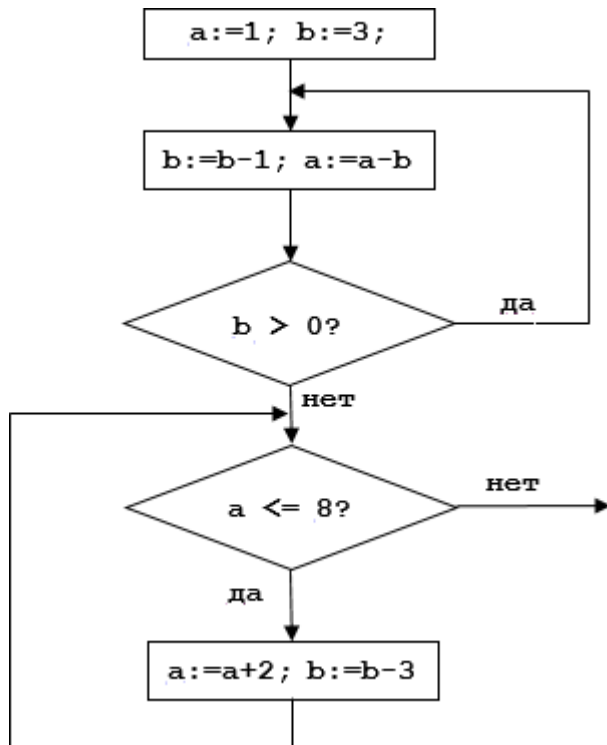 a:=1; b:=3;
b:=b-1; a:=a-b
b > 0?
да
нет
a <= 8?
нет
да
a:=a+2; b:=b-3